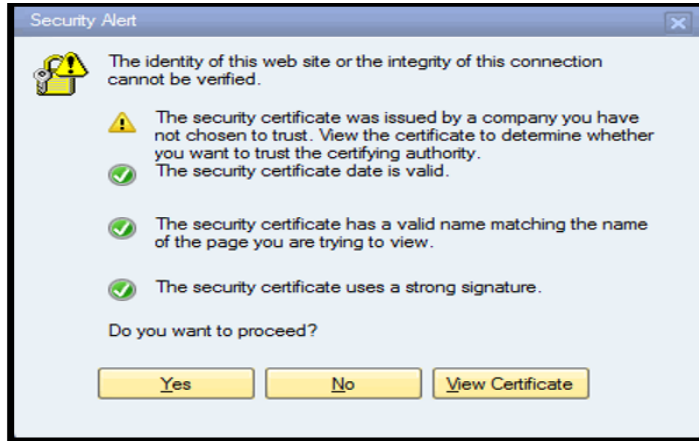 Security Alert
The identity of this web site or the integrity of this connection
cannot be verified.
The security certificate was issued by a company you have
not chosen to trust. View the certificate to determine whether
you want to trust the certifying authority.
The security certificate date is valid.
The security certificate has a valid name matching the name
of the page you are trying to view.
The security certificate uses a strong signature.
Do you want to proceed?
Yes No View Certificate